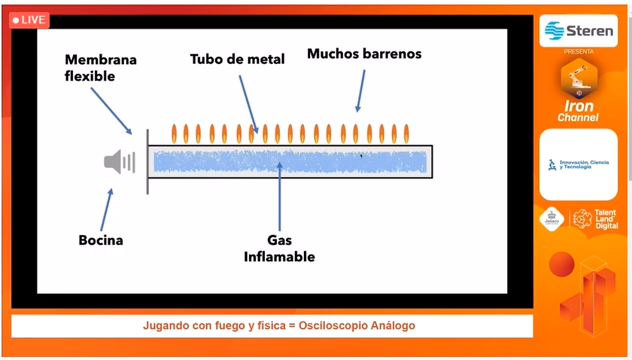 LIVE
Membrana
flexible
Tubo de metal
Muchos barrenos
Bocina
Gas
Inflamable
Steren
PRESENTA
Iron
Channel
Innovación, Ciencia
y Tecnología
Jalisco
Talent
Land
Digital
Jugando con fuego y física = Osciloscopio Análogo